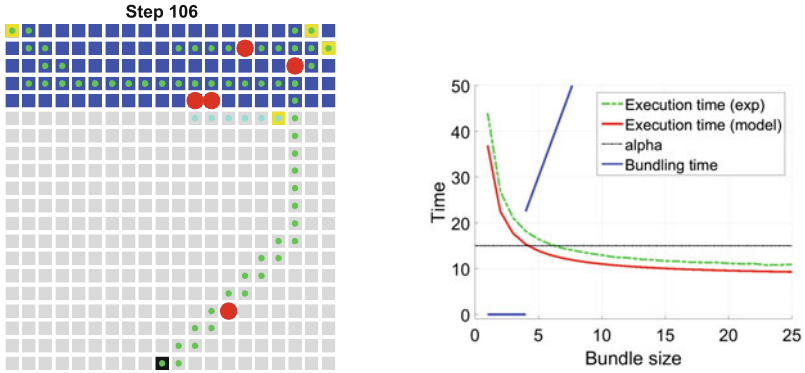 Step 106
50
40
30
20
10
0
Time
Execution time (exp)
Execution time (model)
alpha
Bundling time
0 5 10 15 20 25
Bundle size